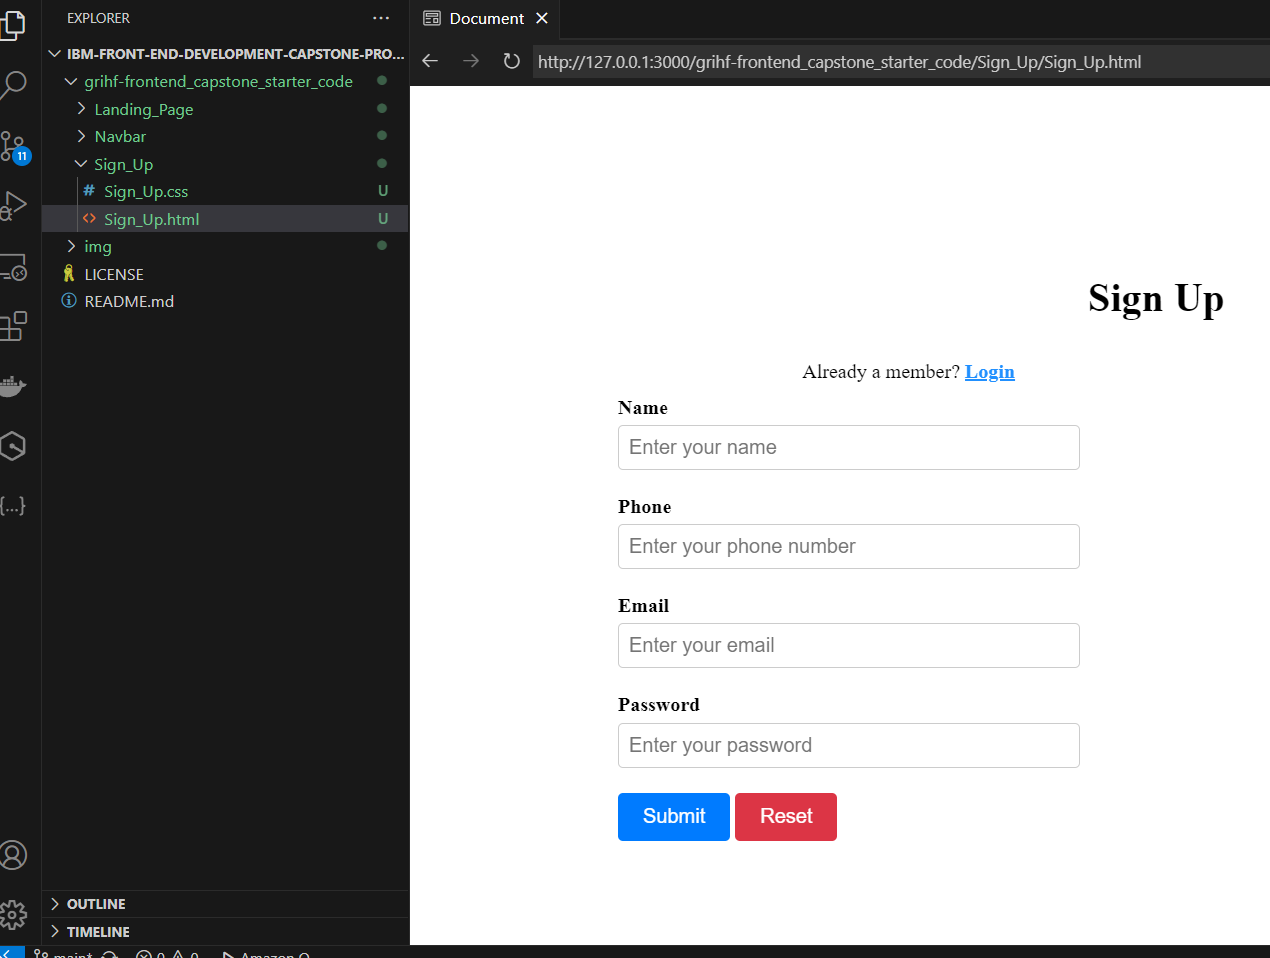 EXPLORER
Document
IBM-FRONT-END-DEVELOPMENT-CAPSTONE-PRO...
grihf-frontend_capstone_starter_code
Landing_Page
Navbar
11
Sign_Up
# Sign_Up.css U
<> Sign_Up.html U
img
LICENSE
README.md
{...}
OUTLINE
TIMELINE
main* 0 0 Amazon Q
http://127.0.0.1:3000/grihf-frontend_capstone_starter_code/Sign_Up/Sign_Up.html
Sign Up
Already a member? Login
Name
Enter your name
Phone
Enter your phone number
Email
Enter your email
Password
Enter your password
Submit Reset